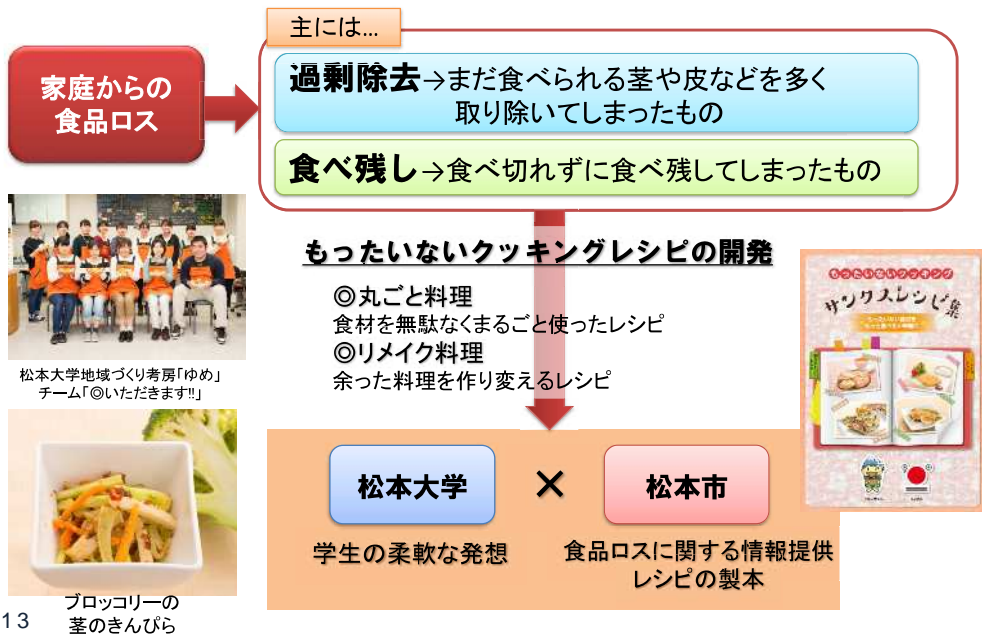 主には…
家庭からの
食品ロス
過剰除去→まだ食べられる茎や皮などを多く
取り除いてしまったもの
食べ残し→食べ切れずに食べ残してしまったもの
もったいないクッキングレシピの開発
◎丸ごと料理
食材を無駄なくまるごと使ったレシピ
◎リメイク料理
余った料理を作り変えるレシピ
松本大学地域づくり考房「ゆめ」
チーム「◎いただきます!!」
もったいないクッキング
サンクスレシピ集
松本大学
×
松本市
学生の柔軟な発想
食品ロスに関する情報提供
レシピの製本
ブロッコリーの
茎のきんぴら
13